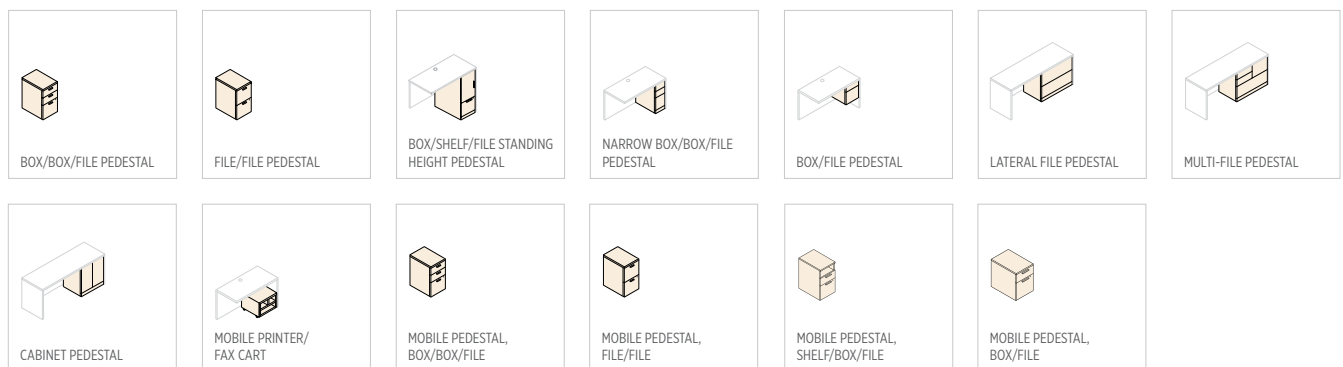 BOX/BOX/FILE PEDESTAL
FILE/FILE PEDESTAL
BOX/SHELF/FILE STANDING
HEIGHT PEDESTAL
NARROW BOX/BOX/FILE
PEDESTAL
BOX/FILE PEDESTAL
LATERAL FILE PEDESTAL
MULTI-FILE PEDESTAL
CABINET PEDESTAL
MOBILE PRINTER/
FAX CART
MOBILE PEDESTAL,
BOX/BOX/FILE
MOBILE PEDESTAL,
FILE/FILE
MOBILE PEDESTAL,
SHELF/BOX/FILE
MOBILE PEDESTAL,
BOX/FILE